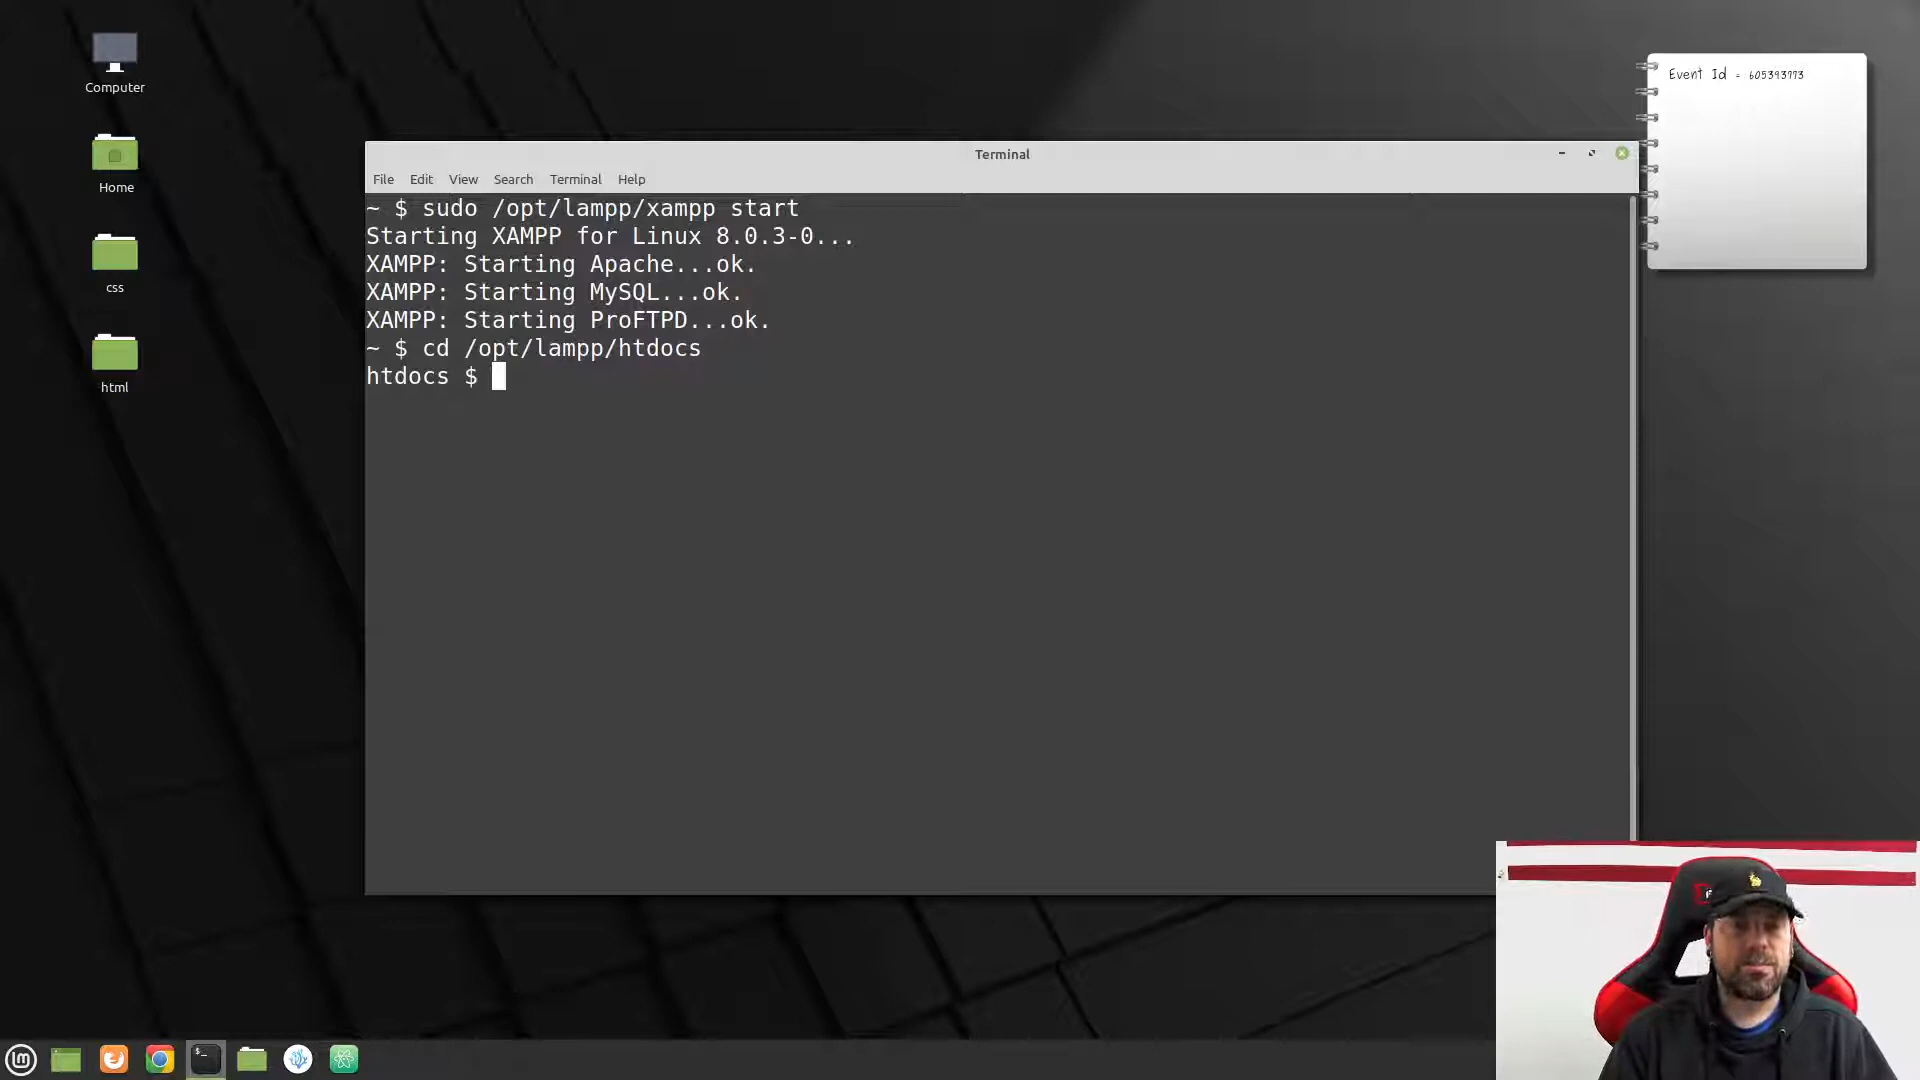 Computer
Home
css
html
Event Id = 605393993
Terminal
File Edit View Search Terminal Help
~ $ sudo /opt/lampp/xampp start
Starting XAMPP for Linux 8.0.3-0...
XAMPP: Starting Apache...ok.
XAMPP: Starting MySQL...ok.
XAMPP: Starting ProFTPD...ok.
~ $ cd /opt/lampp/htdocs
htdocs $